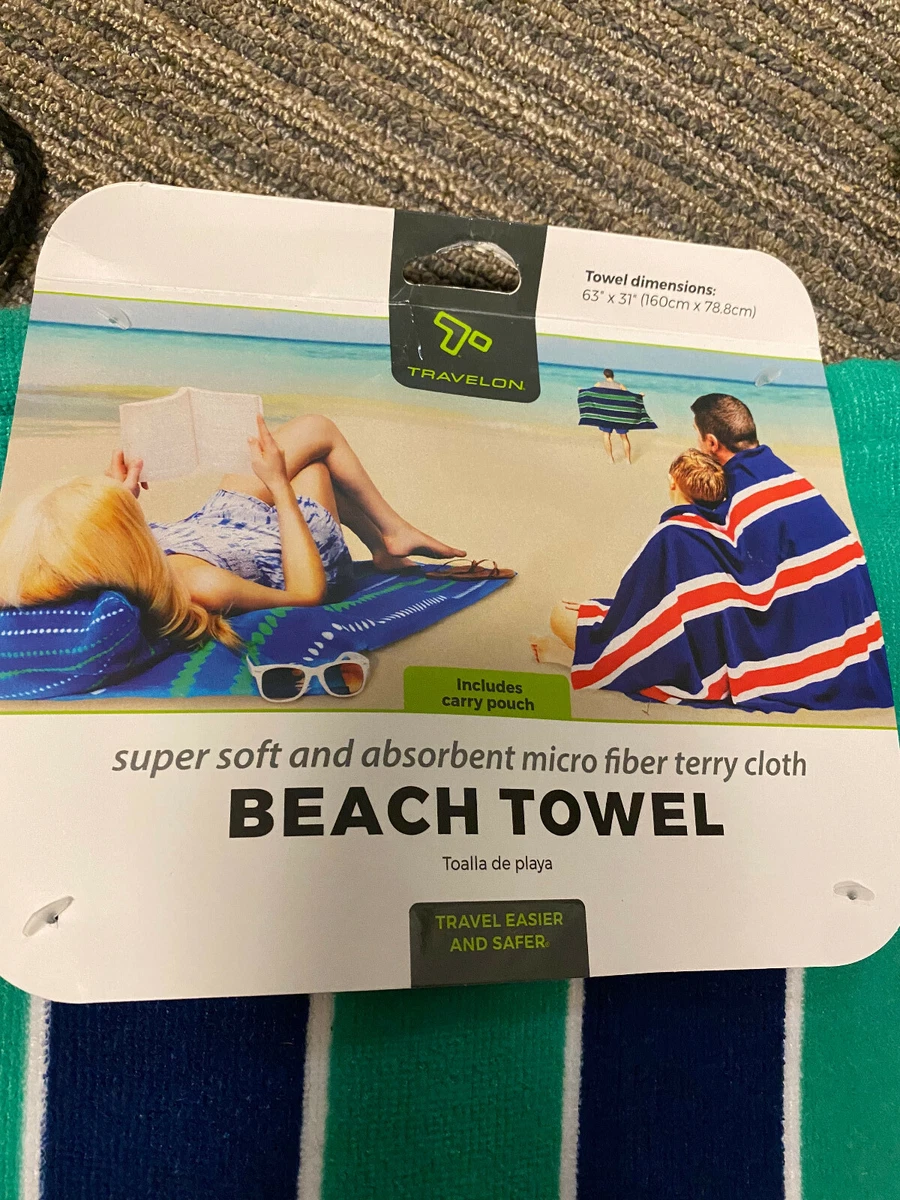 Towel dimensions:
63" x 31" (160cm x 78.8cm)
TRAVELON®
Includes
carry pouch
super soft and absorbent micro fiber terry cloth
BEACH TOWEL
Toalla de playa
TRAVEL EASIER
AND SAFER®